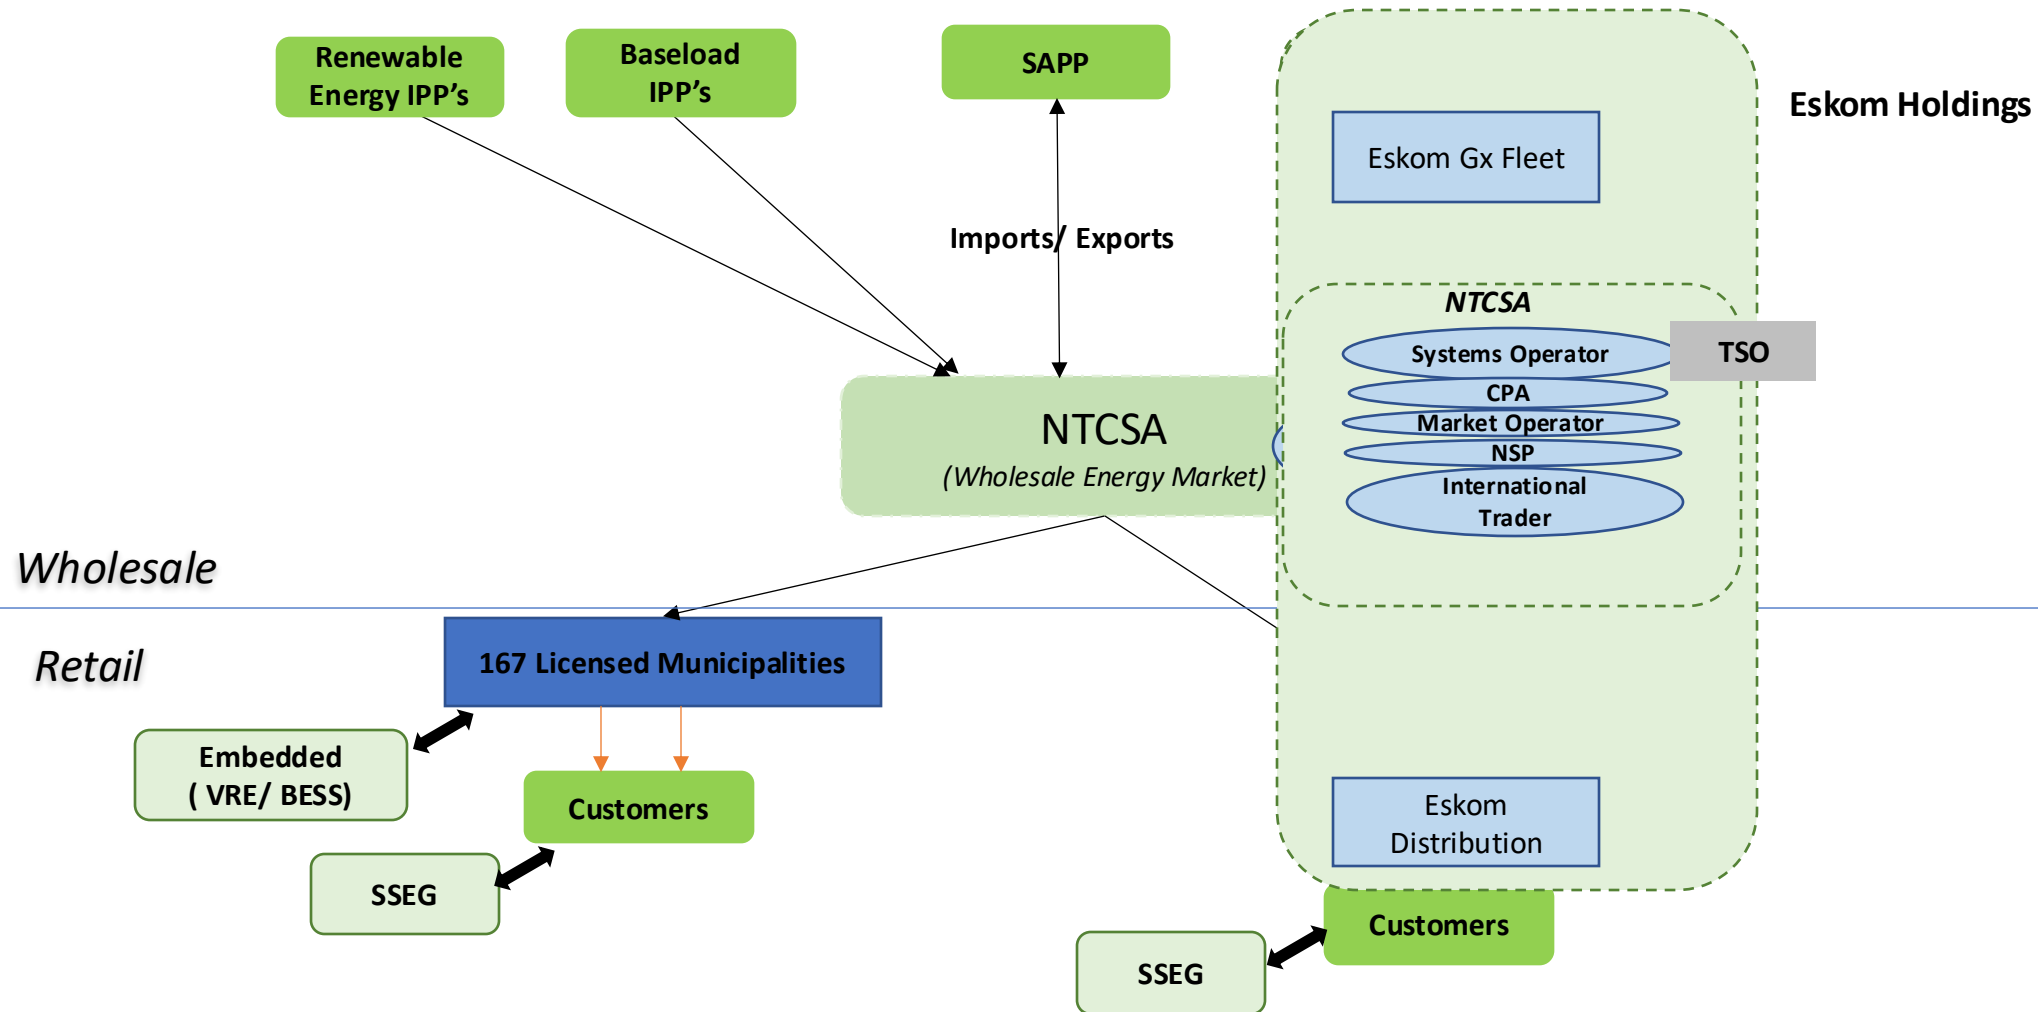 Renewable
Energy IPP's
Baseload
IPP's
SAPP
Eskom Holdings
Eskom Gx Fleet
Imports/ Exports
NTCSA
Systems Operator
TSO
CPA
Market Operator
NSP
International
Trader
NTCSA
(Wholesale Energy Market)
Wholesale
Retail
167 Licensed Municipalities
Embedded
( VRE/ BESS)
Customers
SSEG
Eskom
Distribution
Customers
SSEG